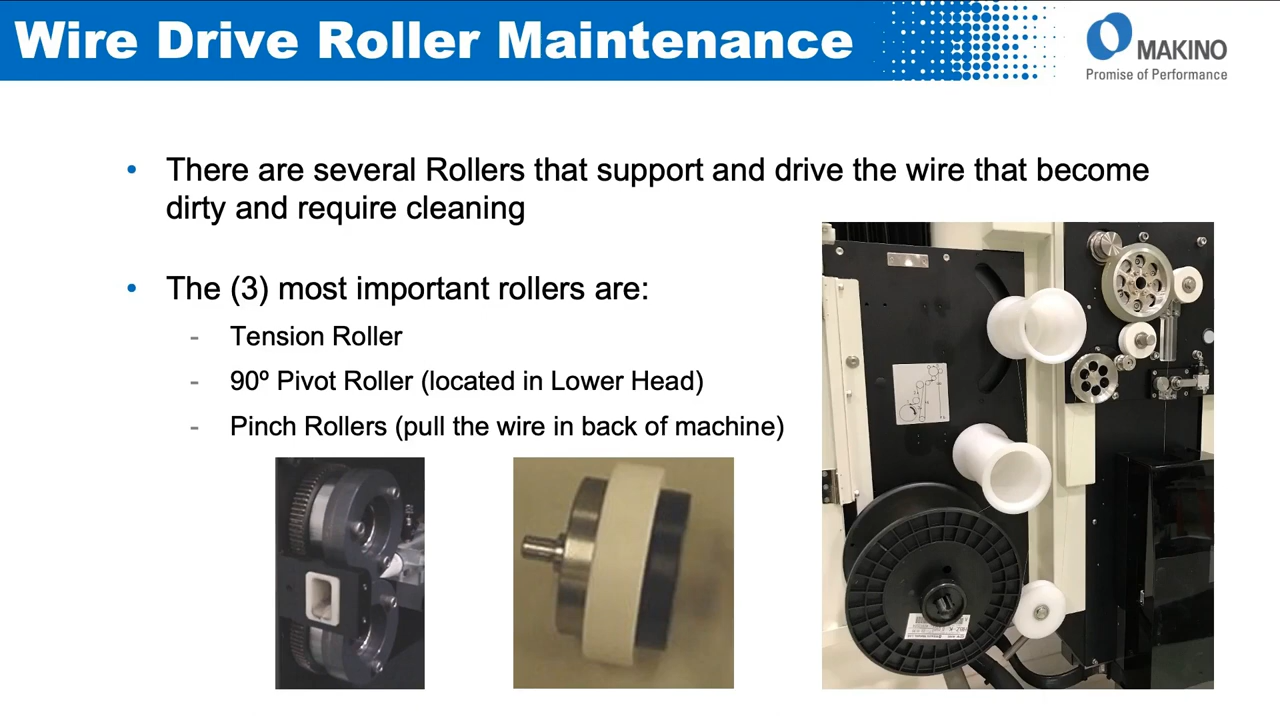 Wire Drive Roller Maintenance
MAKINO
Promise of Performance
• There are several Rollers that support and drive the wire that become
dirty and require cleaning
• The (3) most important rollers are:
- Tension Roller
- 90º Pivot Roller (located in Lower Head)
- Pinch Rollers (pull the wire in back of machine)